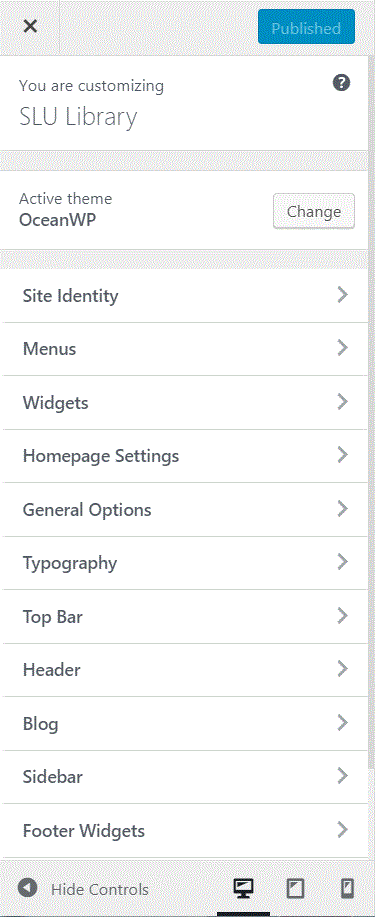 Published
You are customizing
SLU Library
Active theme
OceanWP
Change
Site Identity
Menus
Widgets
Homepage Settings
General Options
Typography
Top Bar
Header
Blog
Sidebar
Footer Widgets
Hide Controls